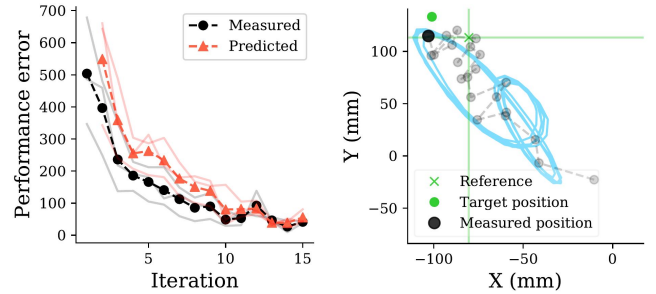 Performance error
700
600
500
400
300
200
100
0
5
10
15
Iteration
Measured
Predicted
Y (mm)
100
50
0
−50
−100
−50
0
X (mm)
Reference
Target position
Measured position